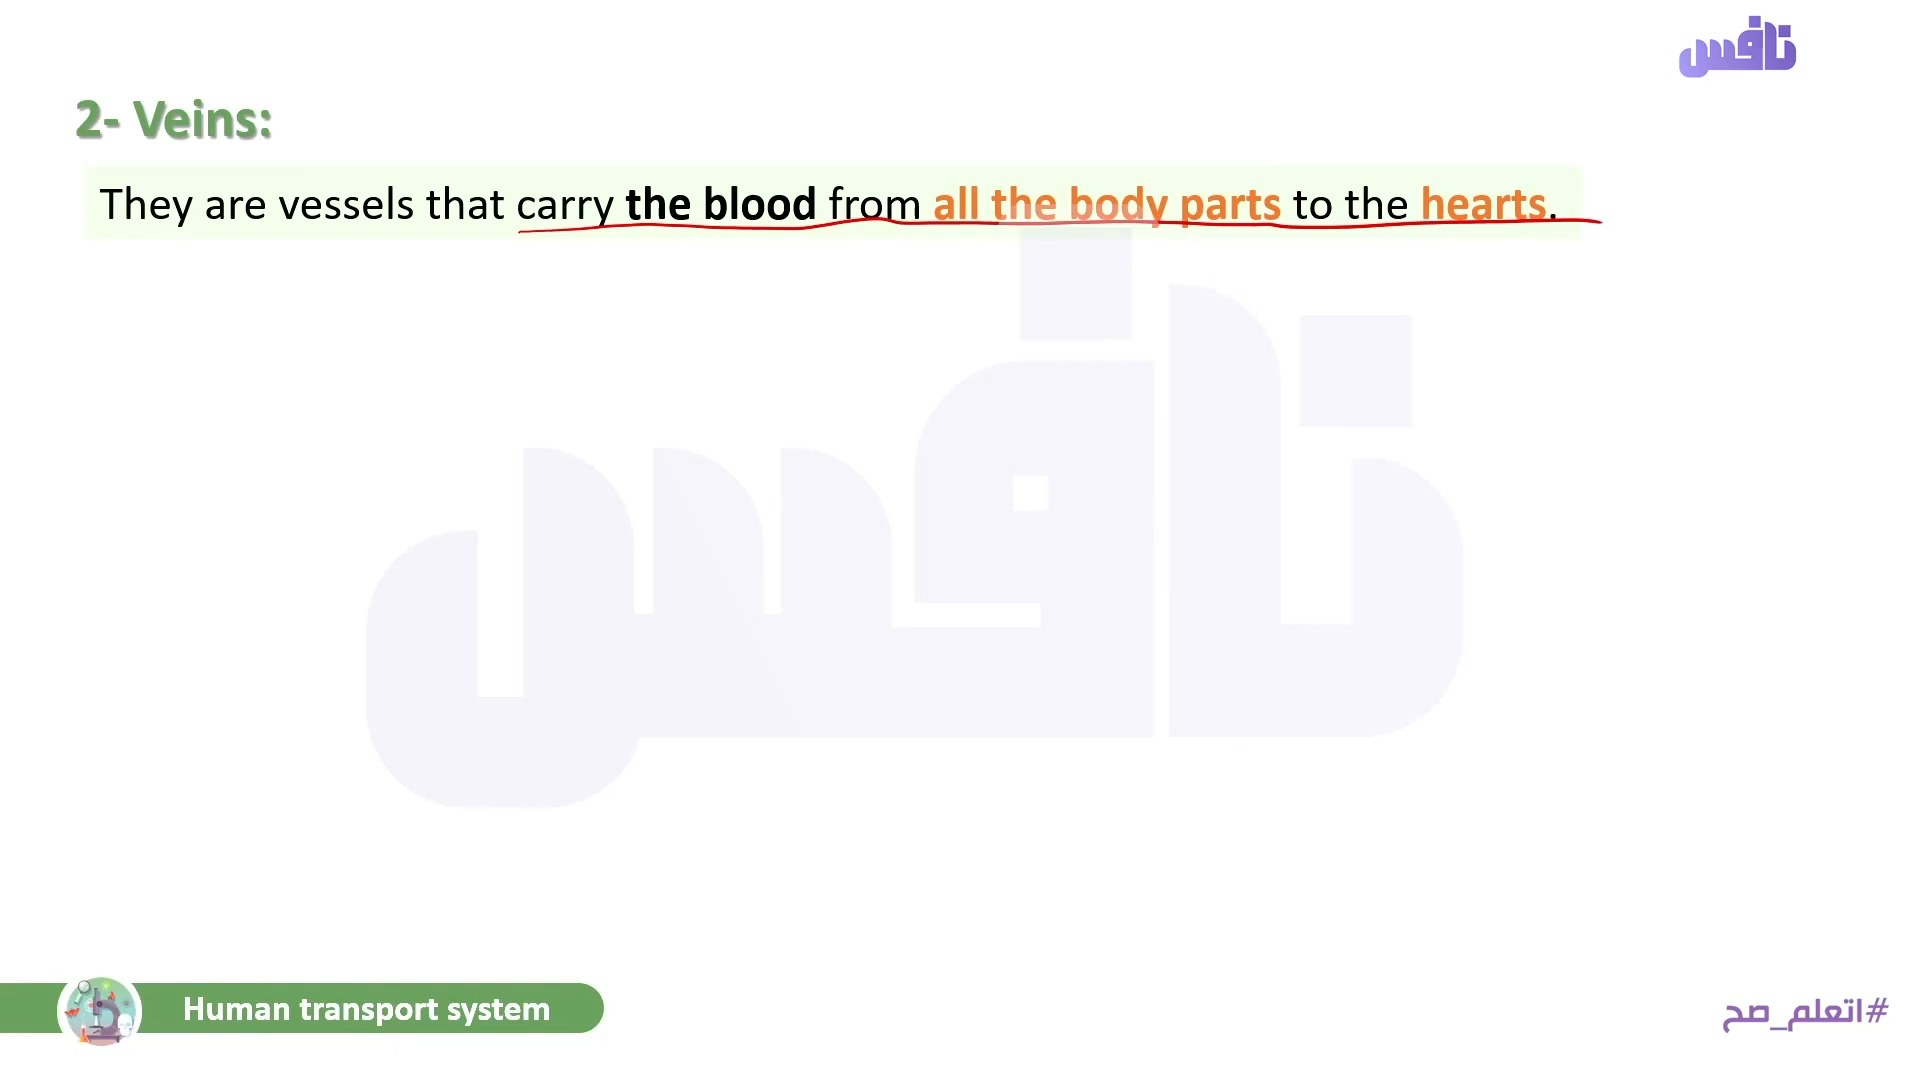 نافس
2- Veins:
They are vessels that carry the blood from all the body parts to the hearts.
نافس
Human transport system
#اتعلم_صح